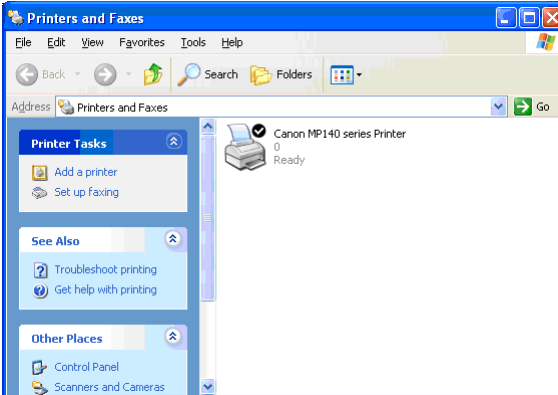 Printers and Faxes
File Edit View Favorites Tools Help
Back Search Folders
Address Printers and Faxes Go
Printer Tasks
Add a printer
Set up faxing
See Also
Troubleshoot printing
Get help with printing
Other Places
Control Panel
Scanners and Cameras
Canon MP140 series Printer
0
Ready